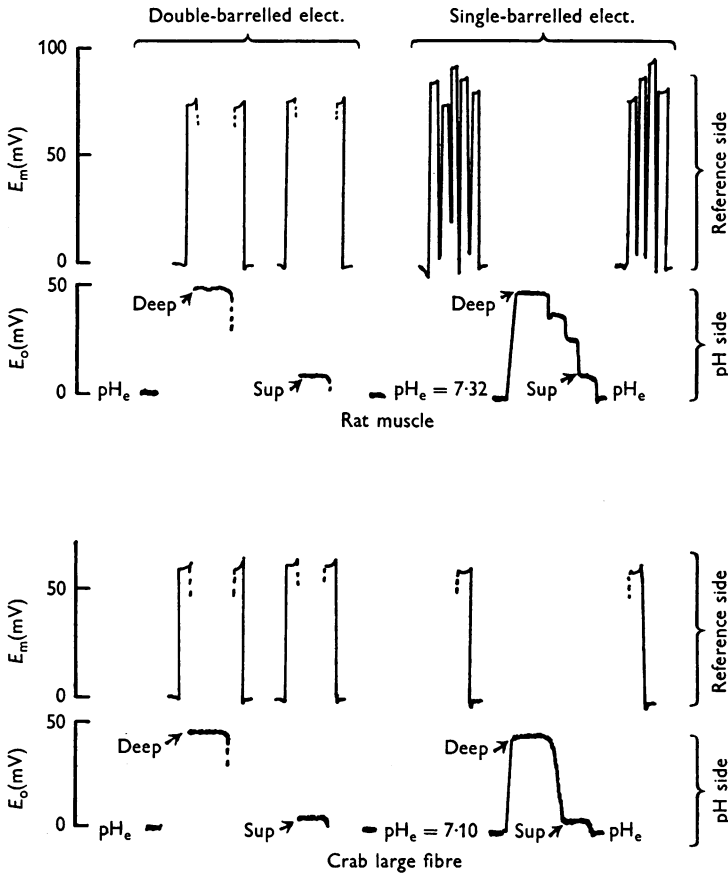 Double-barrelled elect. Single-barrelled elect.
100
50
0
Em(mV)
Reference side
50
0
Eo(mV)
Deep
Deep
pHe
Sup
pHe = 7·32
Sup
pHe
pH side
Rat muscle
50
0
Em(mV)
Reference side
50
0
Eo(mV)
Deep
Deep
pHe
Sup
pHe = 7·10
Sup
pHe
pH side
Crab large fibre